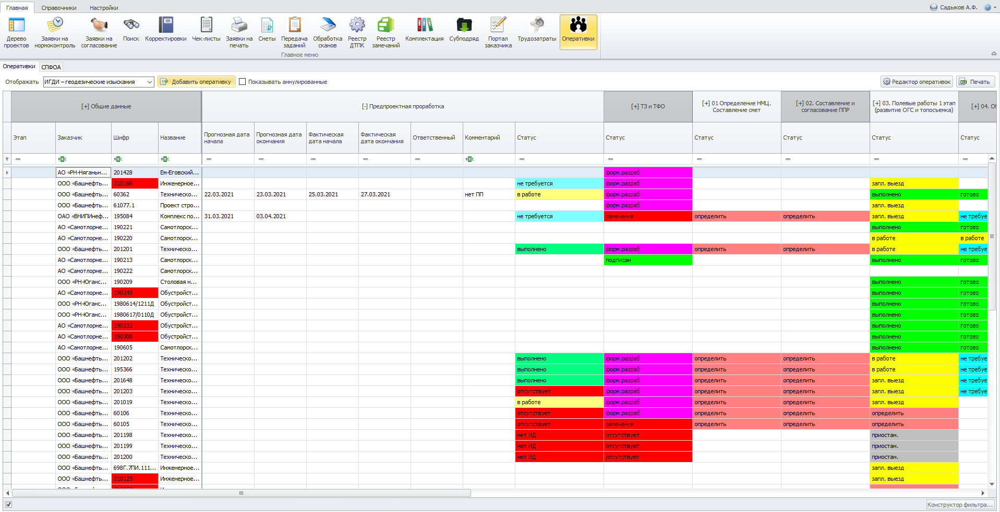 Главная Справочники Настройки Садыков А.Ф.
Дерево проектов
Заявки на нормоконтроль
Заявки на согласование
Поиск
Корректировки
Чек-листы
Заявки на печать
Сметы
Передача заданий
Обработка сканов
Реестр ДТПК
Реестр замечаний
Комплектация
Субподряд
Портал заказчика
Трудозатраты
Оперативки
Главное меню
Оперативки СПФОА
Отображать ИГДИ – геодезические изыскания Добавить оперативку Показывать аннулированные Редактор оперативок Печать
[+] Общие данные [-] Предпроектная проработка [+] ТЗ и ТФО [+] 01 Определение НМЦ. Составление смет [+] 02. Составление и согласование ППР [+] 03. Полевые работы 1 этап (развитие ОГС и топосъемка) [+] 04. Об
Этап Заказчик Шифр Название Прогнозная дата начала Прогнозная дата окончания Фактическая дата начала Фактическая дата окончания Ответственный Комментарий Статус Статус Статус Статус Статус Статус
АО «РН-Няганьн... 201428 Ем-Еговский... форм.разраб
ООО «Башнефть... 210166 Инженерное... не требуется форм.разраб запл. выезд
ООО «Башнефть... 60362 Техническо... 22.03.2021 23.03.2021 25.03.2021 27.03.2021 нет ПП в работе форм.разраб выполнено готово
ООО «Башнефть... 61077.1 Проект стро... форм.разраб запл. выезд
ОАО «ВНИПИнеф... 195084 Комплекс по... 31.03.2021 03.04.2021 не требуется замечания определить определить запл. выезд не требуе
АО «Самотлорне... 190221 Самотлорск... выполнено готово
АО «Самотлорне... 190220 Самотлорск... в работе в работе
ООО «Башнефть... 201201 Техническо... выполнено форм.разраб определить определить в работе не требуе
АО «Самотлорне... 190213 Самотлорск... подписан выполнено готово
АО «Самотлорне... 190222 Самотлорск...
ООО «РН-Юганс... 190209 Столовая н... выполнено готово
АО «Самотлорне... 190245 Обустройст... выполнено готово
ООО «РН-Юганс... 1980614/1211Д Обустройст... выполнено готово
ООО «РН-Юганс... 1980617/0110Д Обустройст... выполнено готово
АО «Самотлорне... 190232 Обустройст... выполнено готово
АО «Самотлорне... 190300 Обустройст... выполнено готово
АО «Самотлорне... 190605 Самотлорск... выполнено готово
ООО «Башнефть... 201202 Техническо... выполнено форм.разраб определить определить в работе не требуе
ООО «Башнефть... 195366 Техническо... выполнено форм.разраб определить определить в работе не требуе
ООО «Башнефть... 201648 Техническо... выполнено форм.разраб определить определить запл. выезд не требуе
ООО «Башнефть... 201203 Техническо... отсутствует форм.разраб определить определить запл. выезд не требуе
ООО «Башнефть... 201019 Техническо... в работе форм.разраб определить определить запл. выезд
ООО «Башнефть... 60106 Техническо... отсутствует форм.разраб определить определить определить
ООО «Башнефть... 60105 Техническо... отсутствует замечания определить определить определить
ООО «Башнефть... 201198 Техническо... нет ИД отсутствует приостан.
ООО «Башнефть... 201199 Техническо... нет ИД отсутствует приостан.
ООО «Башнефть... 201200 Техническо... нет ИД отсутствует приостан.
ООО «Башнефть... 698Г.7ПИ.111... Инженерное... запл. выезд
ООО «Башнефть... 210125 Инженерное... запл. выезд
Конструктор фильтра...